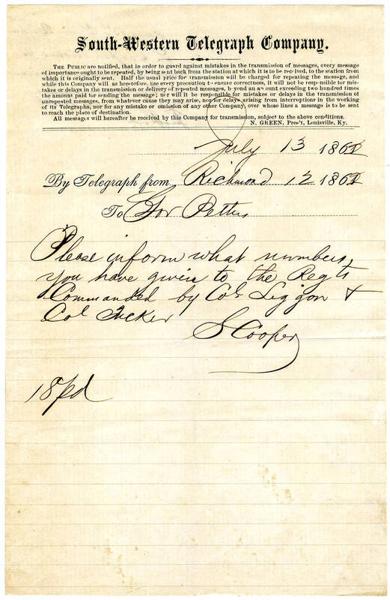 South-Western Telegraph Company.
THE PUBLIC are notified, that in order to guard against mistakes in the transmission of messages, every message
of importance ought to be repeated, by being sent back from the station at which it is to be received, to the station from
which it is originally sent. Half the usual price for transmission will be charged for repeating the message, and
while this Company will as heretofore, use every precaution to ensure correctness, it will not be responsible for mis-
takes or delays in the transmission or delivery of repeated messages, beyond an amount exceeding two hundred times
the amount paid for sending the message; nor will it be responsible for mistakes or delays in the transmission of
unrepeated messages, from whatever cause they may arise, nor for delays arising from interruptions in the working
of its Telegraphs, nor for any mistake or omission of any other Company, over whose lines a message is to be sent
to reach the place of destination.
All messages will hereafter be received by this Company for transmission, subject to the above conditions.
N. GREEN, Pres't, Louisville, Ky.
July 13 186
By Telegraph from Richmond 12 186
To Gov Pettus
Please inform what numbers
you have given to the Regts
Commanded by Col Liggon &
Col Tucker
S Cooper
18 pd